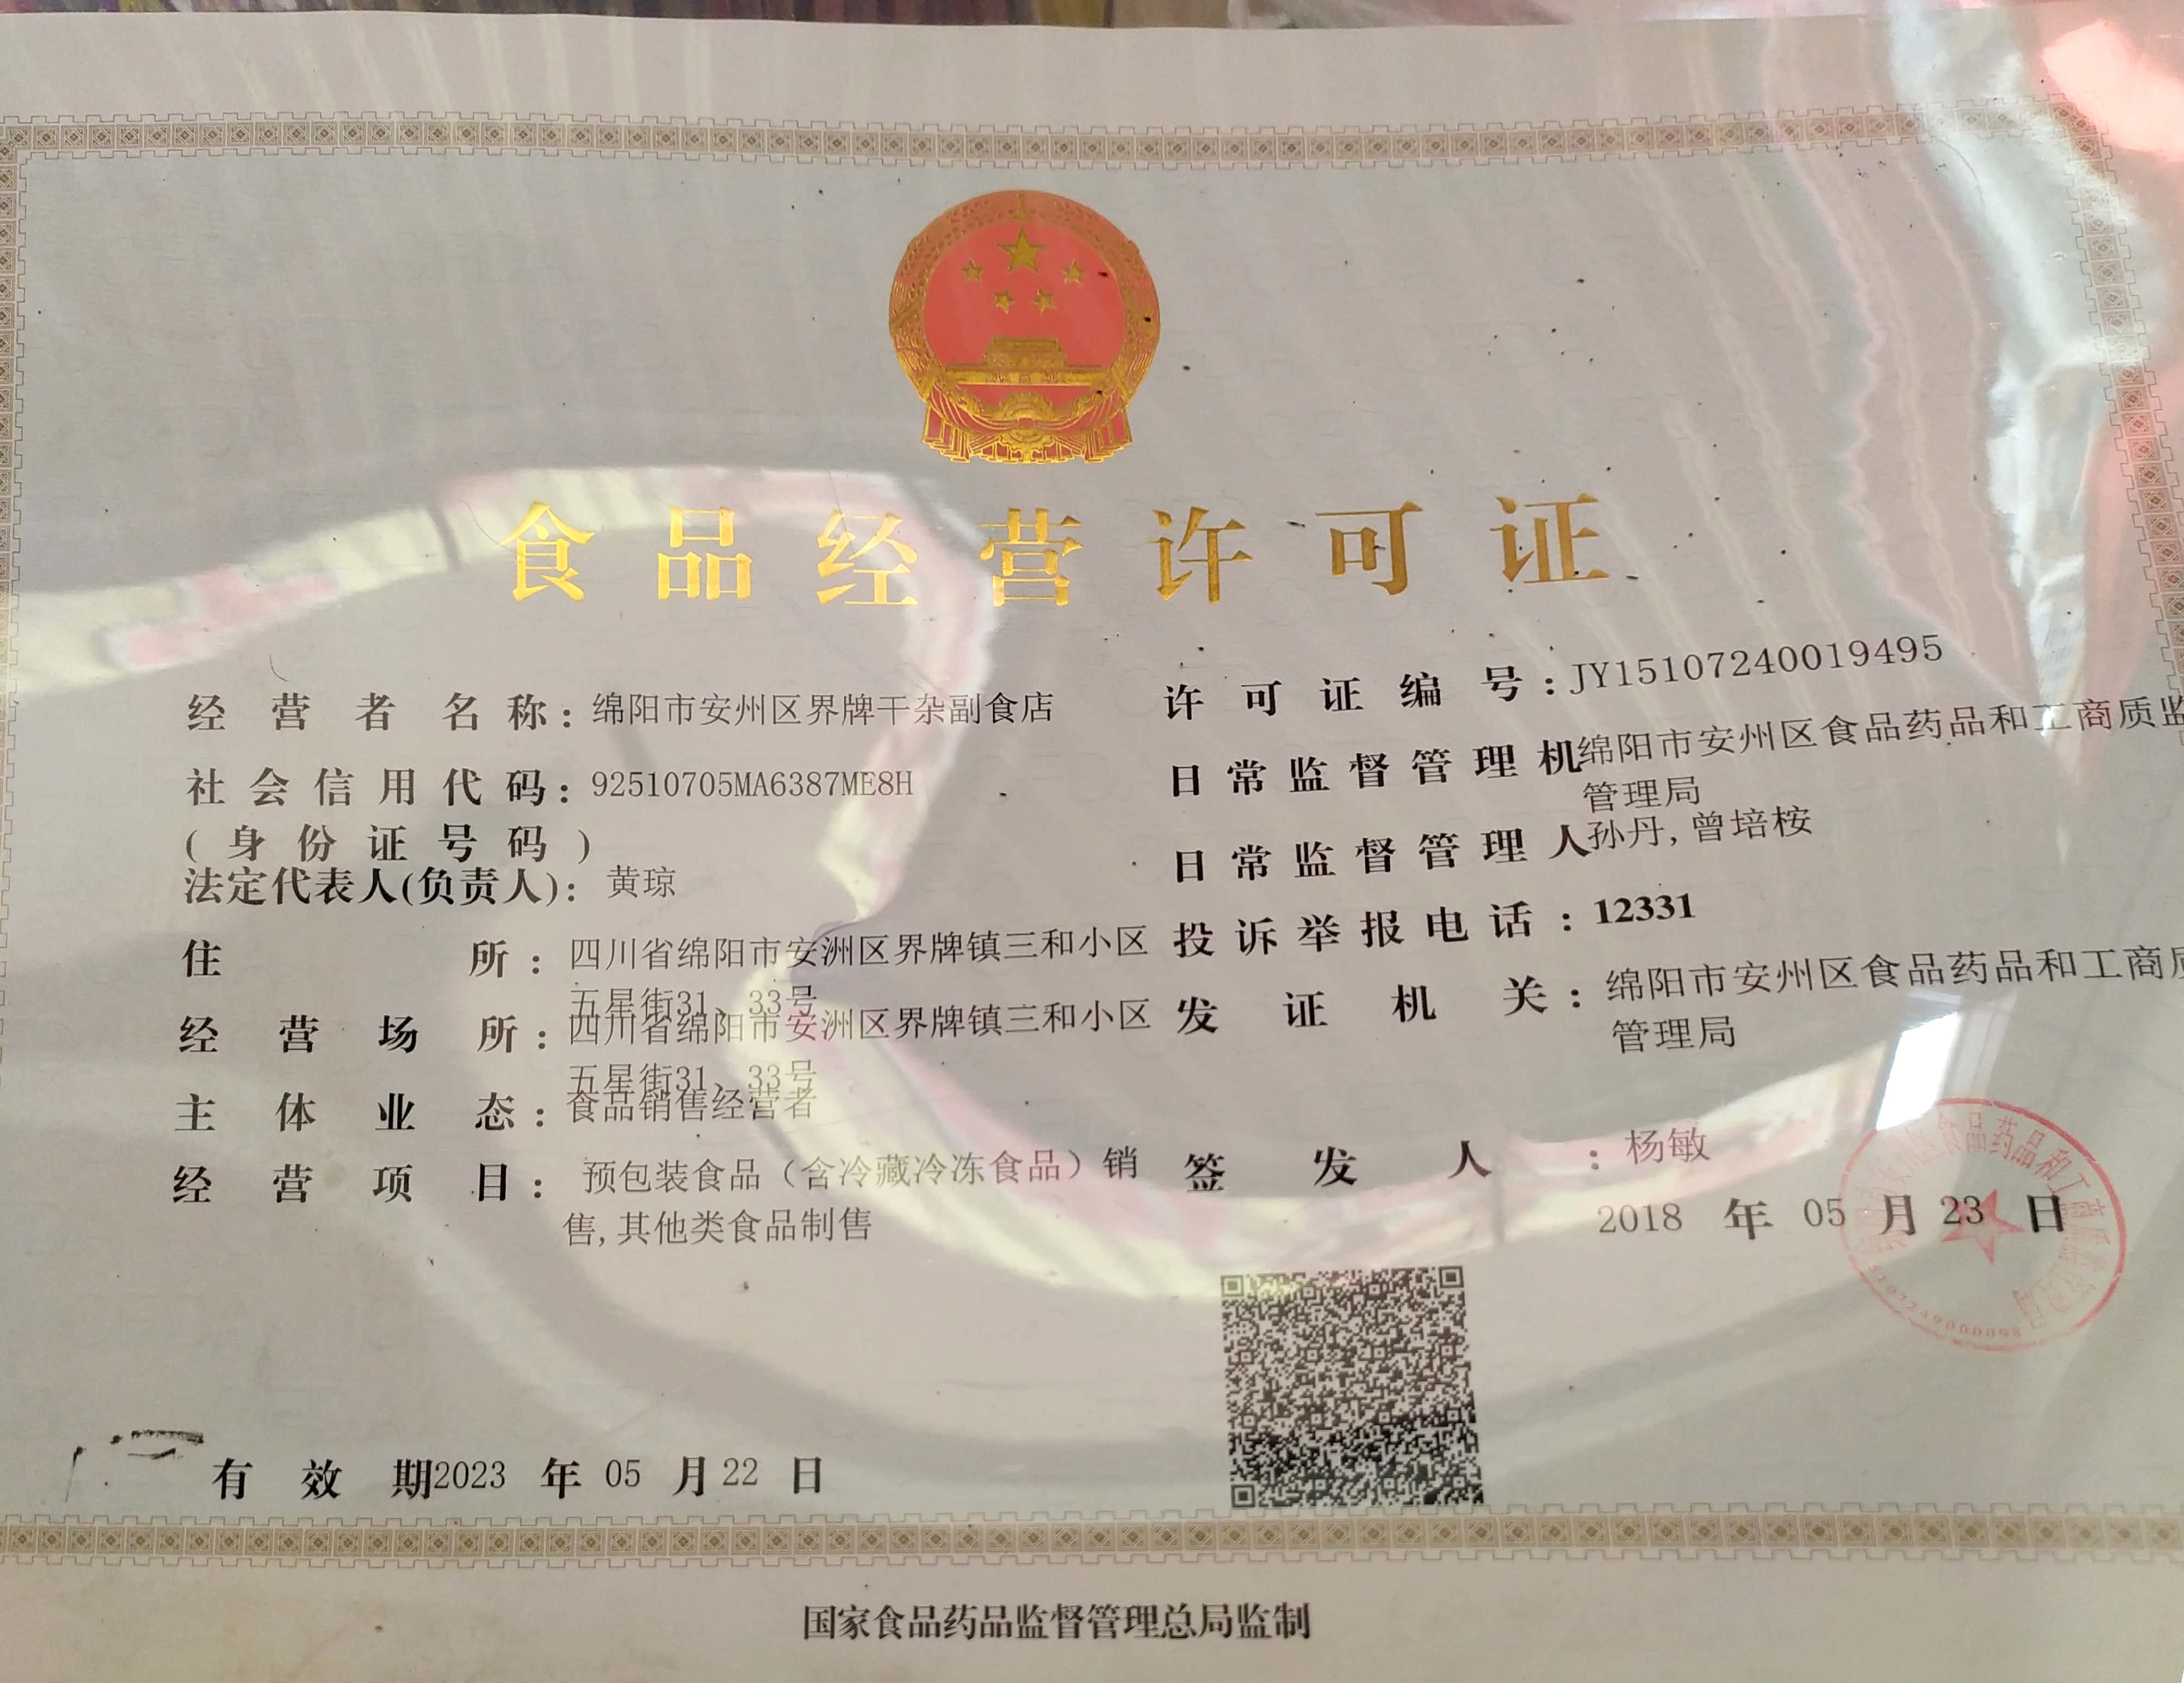 食品经营许可证
经营者名称：绵阳市安州区界牌干杂副食店
社会信用代码：92510705MA6387ME8H
(身份证号码)
法定代表人(负责人)：黄琼
住所：四川省绵阳市安洲区界牌镇三和小区
五星街31、33号
经营场所：四川省绵阳市安洲区界牌镇三和小区
五星街31、33号
主体业态：食品销售经营者
经营项目：预包装食品（含冷藏冷冻食品）销
售,其他类食品制售
许可证编号：JY15107240019495
日常监督管理机绵阳市安州区食品药品和工商质监
管理局
日常监督管理人孙丹,曾培桉
投诉举报电话：12331
发证机关：绵阳市安州区食品药品和工商质
管理局
签发人：杨敏
2018年05月23日
食品药品和工商质
有效期2023年05月22日
国家食品药品监督管理总局监制